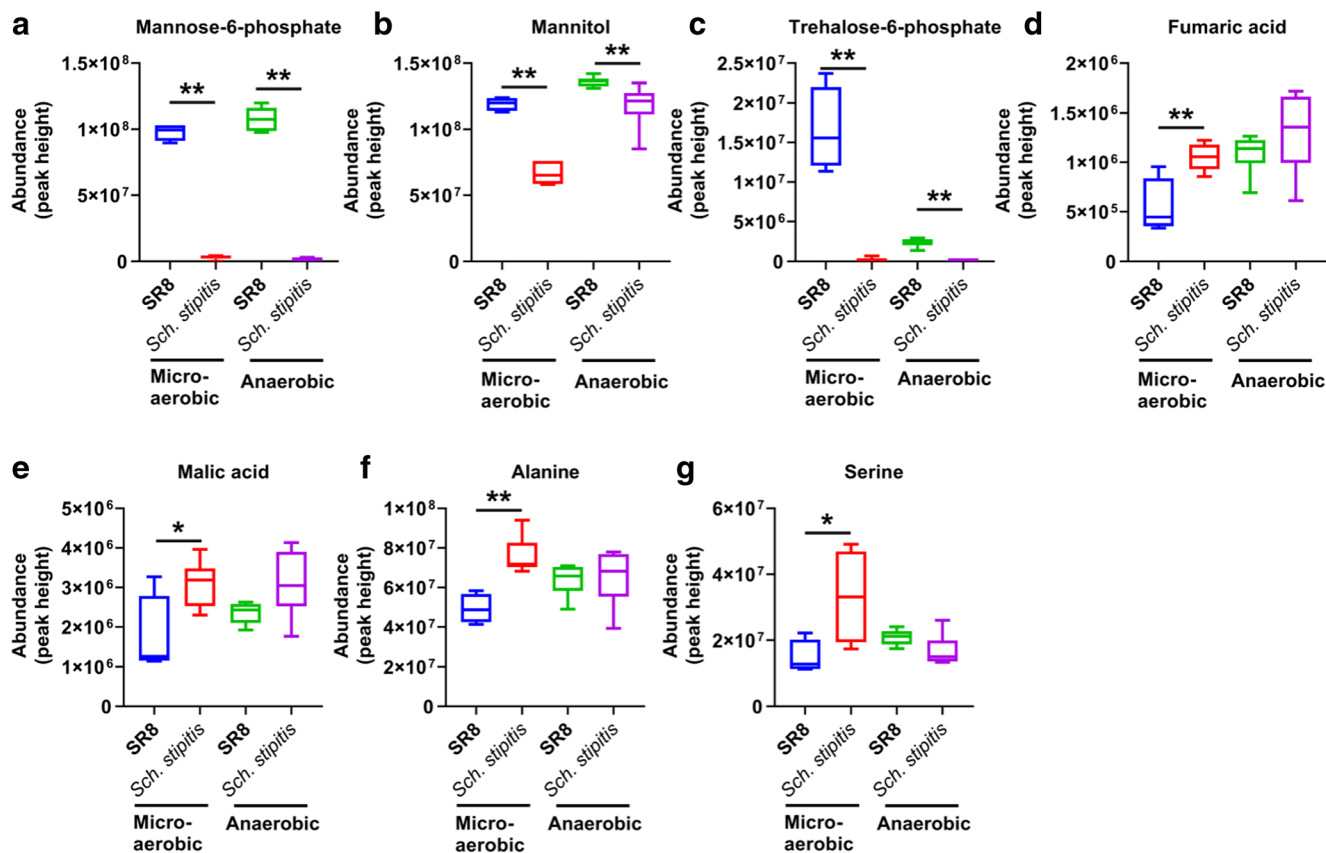 a Mannose-6-phosphate
Abundance
(peak height)
1.5×10⁸
1×10⁸
5×10⁷
0
**
**
SR8
Sch. stipitis
SR8
Sch. stipitis
Micro-
aerobic
Anaerobic
b Mannitol
Abundance
(peak height)
1.5×10⁸
1×10⁸
5×10⁷
0
**
**
SR8
Sch. stipitis
SR8
Sch. stipitis
Micro-
aerobic
Anaerobic
c Trehalose-6-phosphate
Abundance
(peak height)
2.5×10⁷
2×10⁷
1.5×10⁷
1×10⁷
5×10⁶
0
**
**
SR8
Sch. stipitis
SR8
Sch. stipitis
Micro-
aerobic
Anaerobic
d Fumaric acid
Abundance
(peak height)
2×10⁶
1.5×10⁶
1×10⁶
5×10⁵
0
**
SR8
Sch. stipitis
SR8
Sch. stipitis
Micro-
aerobic
Anaerobic
e Malic acid
Abundance
(peak height)
5×10⁶
4×10⁶
3×10⁶
2×10⁶
1×10⁶
0
*
SR8
Sch. stipitis
SR8
Sch. stipitis
Micro-
aerobic
Anaerobic
f Alanine
Abundance
(peak height)
1×10⁸
8×10⁷
6×10⁷
4×10⁷
2×10⁷
0
**
SR8
Sch. stipitis
SR8
Sch. stipitis
Micro-
aerobic
Anaerobic
g Serine
Abundance
(peak height)
6×10⁷
4×10⁷
2×10⁷
0
*
SR8
Sch. stipitis
SR8
Sch. stipitis
Micro-
aerobic
Anaerobic